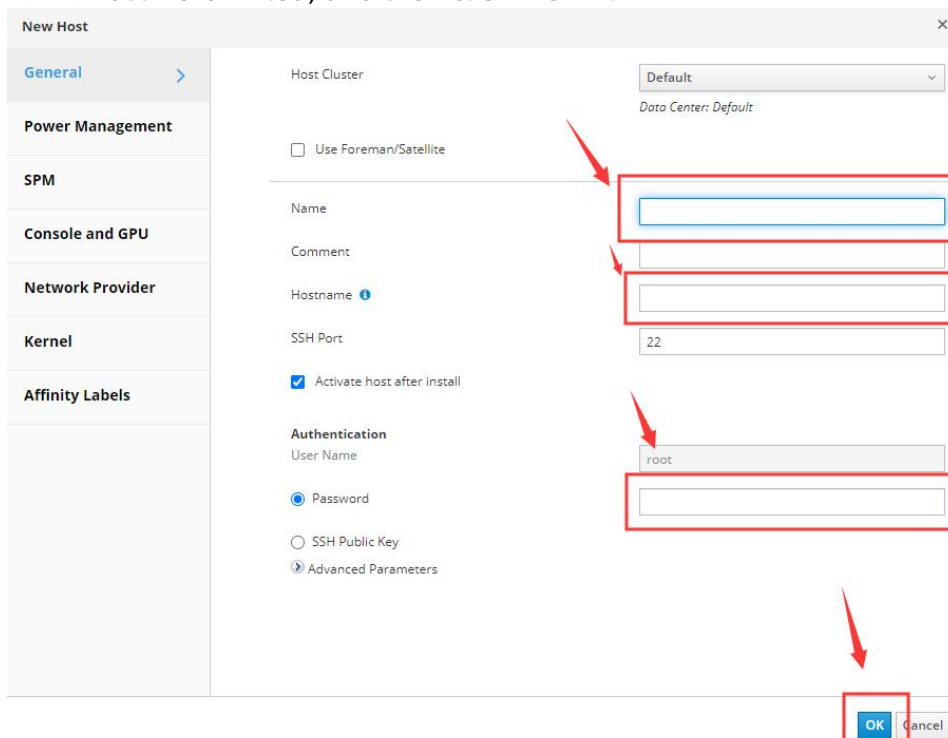 New Host ×
General
Host Cluster Default
Data Center: Default
Power Management
Use Foreman/Satellite
SPM
Name
Console and GPU
Comment
Network Provider
Hostname
Kernel
SSH Port 22
Activate host after install
Affinity Labels
Authentication
User Name root
Password
SSH Public Key
Advanced Parameters
OK Cancel